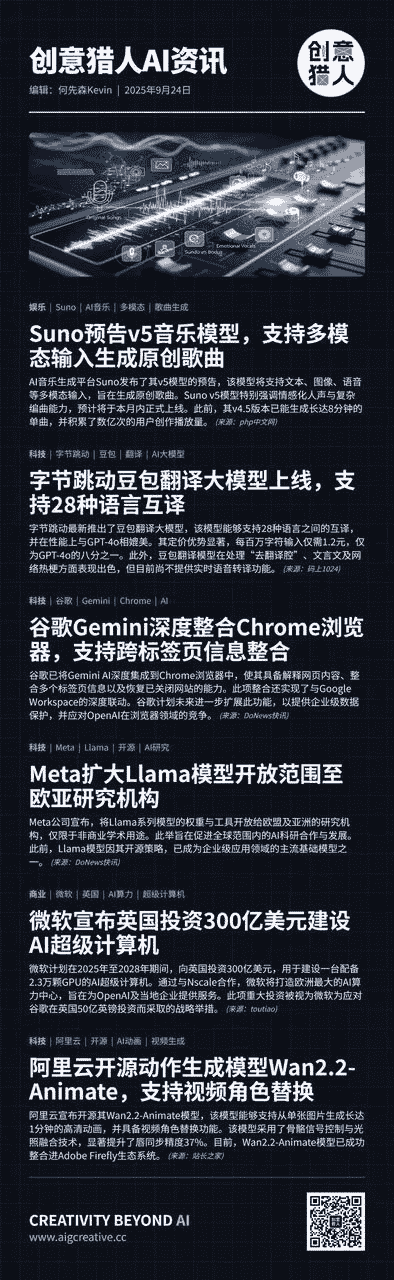 创意猎人AI资讯
编辑：何先森Kevin | 2025年9月24日
创意
猎人
Original Songs
Emotional Vocals
娱乐 | Suno | AI音乐 | 多模态 | 歌曲生成
Suno预告v5音乐模型，支持多模
态输入生成原创歌曲
AI音乐生成平台Suno发布了其v5模型的预告，该模型将支持文本、图像、语音
等多模态输入，旨在生成原创歌曲。Suno v5模型特别强调情感化人声与复杂
编曲能力，预计将于本月内正式上线。此前，其v4.5版本已能生成长达8分钟的
单曲，并积累了数亿次的用户创作播放量。(来源：php中文网)
科技 | 字节跳动 | 豆包 | 翻译 | AI大模型
字节跳动豆包翻译大模型上线，支
持28种语言互译
字节跳动最新推出了豆包翻译大模型，该模型能够支持28种语言之间的互译，
并在性能上与GPT-4o相媲美。其定价优势显著，每百万字符输入仅需1.2元，仅
为GPT-4o的八分之一。此外，豆包翻译模型在处理“去翻译腔”、文言文及网
络热梗方面表现出色，但目前尚不提供实时语音转译功能。(来源：码上1024)
科技 | 谷歌 | Gemini | Chrome | AI
谷歌Gemini深度整合Chrome浏览
器，支持跨标签页信息整合
谷歌已将Gemini AI深度集成到Chrome浏览器中，使其具备解释网页内容、整
合多个标签页信息以及恢复已关闭网站的能力。此项整合还实现了与Google
Workspace的深度联动。谷歌计划未来进一步扩展此功能，以提供企业级数据
保护，并应对OpenAI在浏览器领域的竞争。(来源：DoNews快讯)
科技 | Meta | Llama | 开源 | AI研究
Meta扩大Llama模型开放范围至
欧亚研究机构
Meta公司宣布，将Llama系列模型的权重与工具开放给欧盟及亚洲的研究机
构，仅限于非商业学术用途。此举旨在促进全球范围内的AI科研合作与发展。
此前，Llama模型因其开源策略，已成为企业级应用领域的主流基础模型之
一。(来源：DoNews快讯)
商业 | 微软 | 英国 | AI算力 | 超级计算机
微软宣布英国投资300亿美元建设
AI超级计算机
微软计划在2025年至2028年期间，向英国投资300亿美元，用于建设一台配备
2.3万颗GPU的AI超级计算机。通过与Nscale合作，微软将打造欧洲最大的AI算
力中心，旨在为OpenAI及当地企业提供服务。此项重大投资被视为微软为应对
谷歌在英国50亿英镑投资而采取的战略举措。(来源：toutiao)
科技 | 阿里云 | 开源 | AI动画 | 视频生成
阿里云开源动作生成模型Wan2.2-
Animate，支持视频角色替换
阿里云宣布开源其Wan2.2-Animate模型，该模型能够支持从单张图片生成长达
1分钟的高清动画，并具备视频角色替换功能。该模型采用了骨骼信号控制与光
照融合技术，显著提升了唇同步精度37%。目前，Wan2.2-Animate模型已成功
整合进Adobe Firefly生态系统。(来源：站长之家)
CREATIVITY BEYOND AI
www.aigcreative.cc